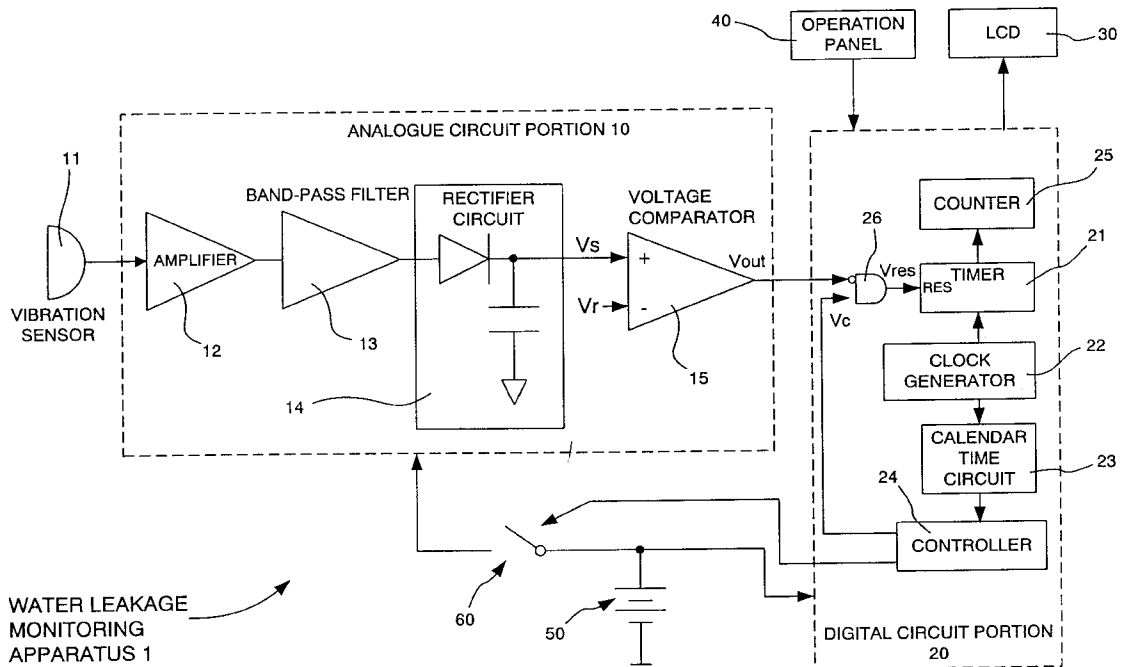 40
OPERATION
PANEL
LCD
30
ANALOGUE CIRCUIT PORTION 10
11
BAND-PASS FILTER
RECTIFIER
CIRCUIT
VOLTAGE
COMPARATOR
25
COUNTER
26
21
AMPLIFIER
Vs
+
Vr
-
Vout
Vres
RES
TIMER
Vc
VIBRATION
SENSOR
12
13
14
15
CLOCK
GENERATOR
22
CALENDAR
TIME
CIRCUIT
23
24
CONTROLLER
60
50
WATER LEAKAGE
MONITORING
APPARATUS 1
DIGITAL CIRCUIT PORTION
20